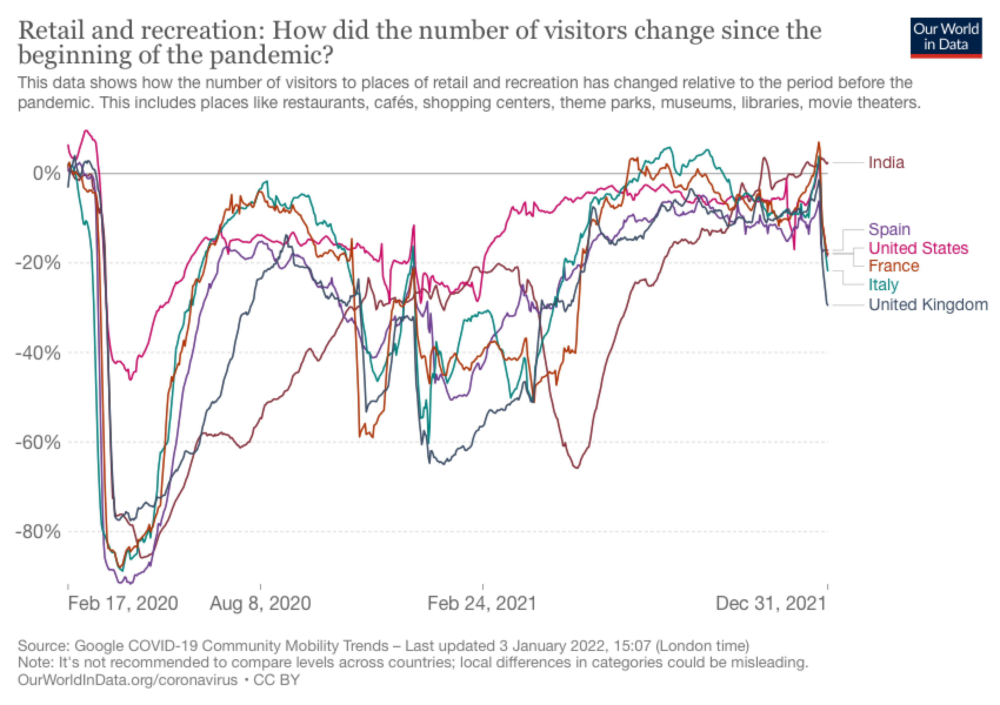 Retail and recreation: How did the number of visitors change since the
beginning of the pandemic?
Our World
in Data
This data shows how the number of visitors to places of retail and recreation has changed relative to the period before the
pandemic. This includes places like restaurants, cafés, shopping centers, theme parks, museums, libraries, movie theaters.
0%
-20%
-40%
-60%
-80%
India
Spain
United States
France
Italy
United Kingdom
Feb 17, 2020
Aug 8, 2020
Feb 24, 2021
Dec 31, 2021
Source: Google COVID-19 Community Mobility Trends – Last updated 3 January 2022, 15:07 (London time)
Note: It's not recommended to compare levels across countries; local differences in categories could be misleading.
OurWorldInData.org/coronavirus • CC BY